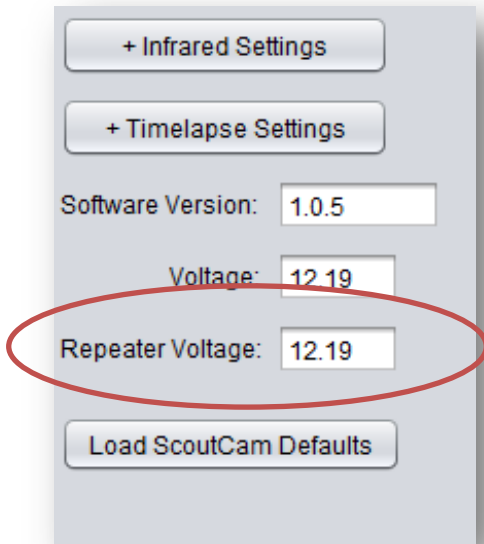 + Infrared Settings
+ Timelapse Settings
Software Version: 1.0.5
Voltage: 12.19
Repeater Voltage: 12.19
Load ScoutCam Defaults